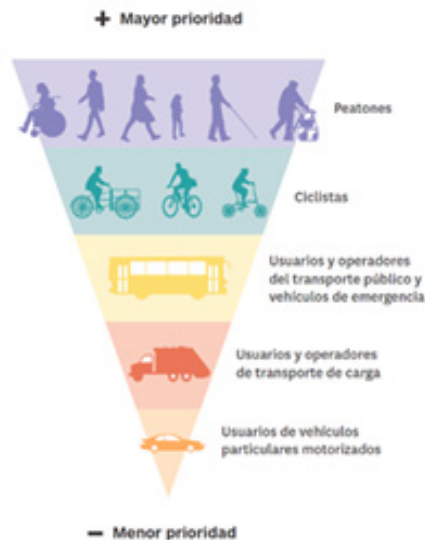 + Mayor prioridad
Peatones
Ciclistas
Usuarios y operadores
del transporte público y
vehículos de emergencia
Usuarios y operadores
de transporte de carga
Usuarios de vehículos
particulares motorizados
− Menor prioridad